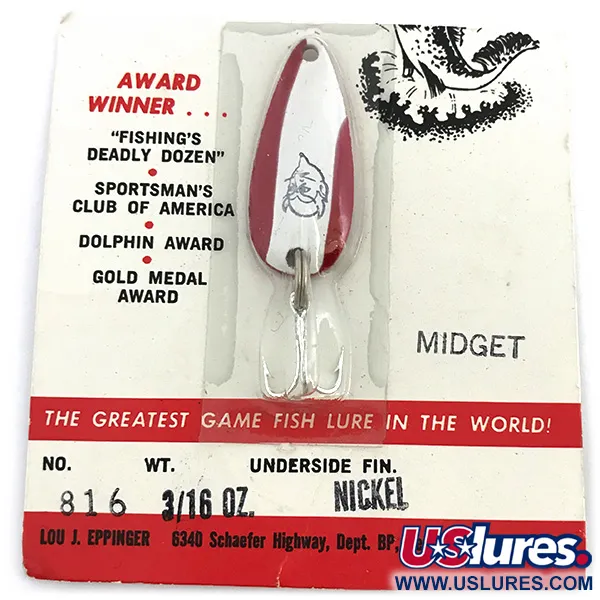 AWARD
WINNER . . .
"FISHING'S
DEADLY DOZEN"
•
SPORTSMAN'S
CLUB OF AMERICA
•
DOLPHIN AWARD
•
GOLD MEDAL
AWARD
MIDGET
THE GREATEST GAME FISH LURE IN THE WORLD!
NO. WT. UNDERSIDE FIN.
816 3/16 OZ. NICKEL
LOU J. EPPINGER 6340 Schaefer Highway, Dept. BP,
USlures.
WWW.USLURES.COM